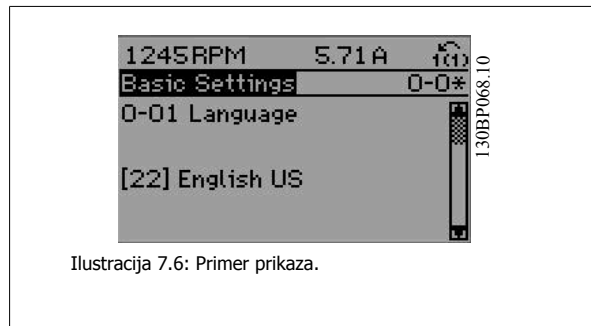 1245RPM 5.71A 1(1)
Basic Settings 0-0*
0-01 Language
[22] English US
130BP068.10
Ilustracija 7.6: Primer prikaza.